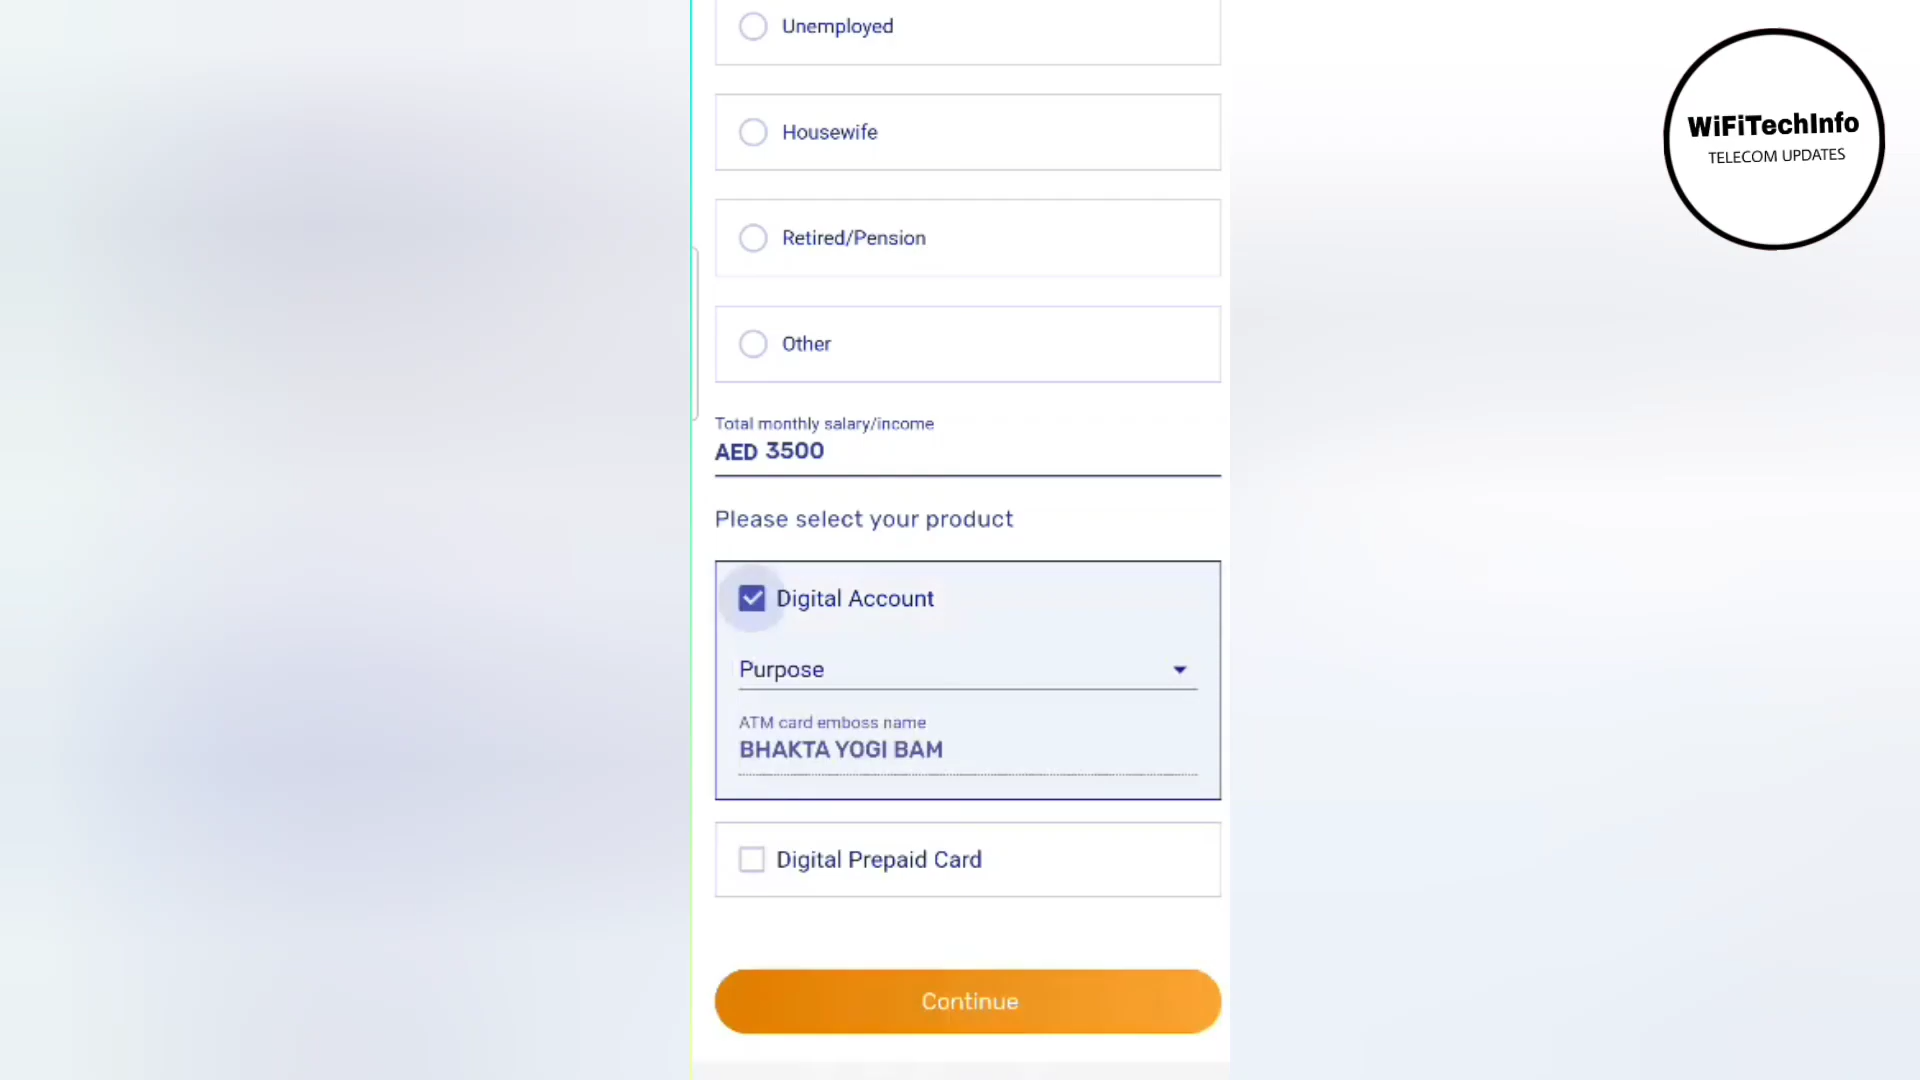 Unemployed
WiFiTechInfo
TELECOM UPDATES
Housewife
Retired/Pension
Other
Total monthly salary/income
AED 3500
Please select your product
Digital Account
Purpose
ATM card emboss name
BHAKTA YOGI BAM
Digital Prepaid Card
Continue